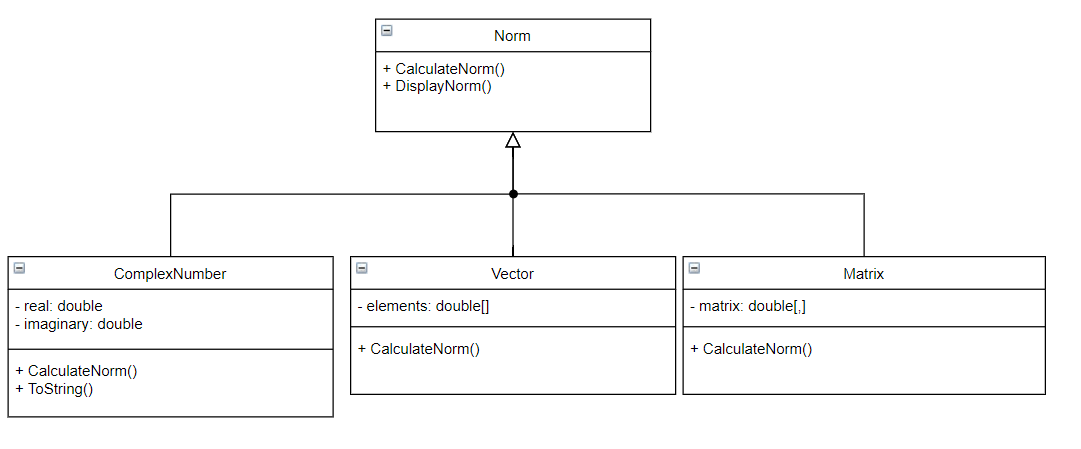 Norm
+ CalculateNorm()
+ DisplayNorm()
ComplexNumber
- real: double
- imaginary: double
+ CalculateNorm()
+ ToString()
Vector
- elements: double[]
+ CalculateNorm()
Matrix
- matrix: double[,]
+ CalculateNorm()